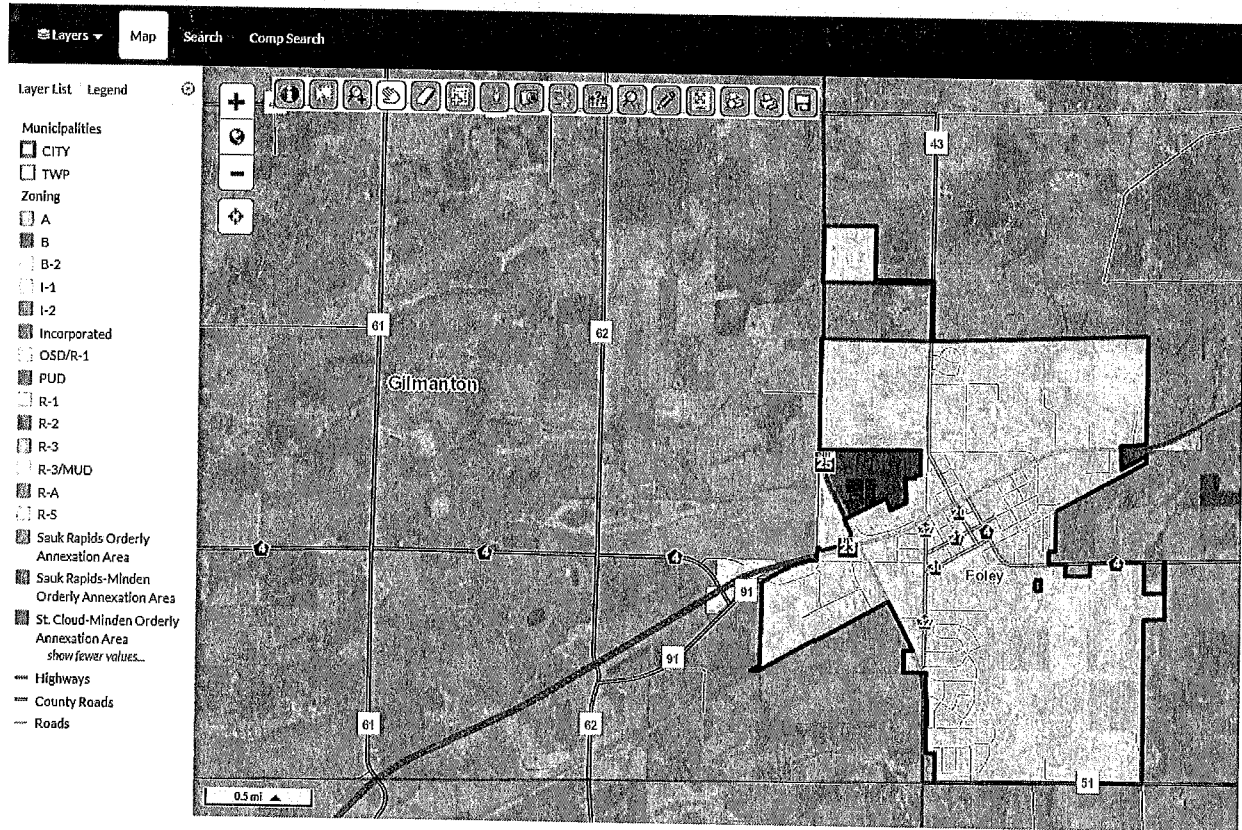 Layers
Map
Search
Comp Search
Layer List
Legend
Municipalities
CITY
TWP
Zoning
A
B
B-2
I-1
I-2
Incorporated
OSD/R-1
PUD
R-1
R-2
R-3
R-3/MUD
R-A
R-S
Sauk Rapids Orderly
Annexation Area
Sauk Rapids-Minden
Orderly Annexation Area
St. Cloud-Minden Orderly
Annexation Area
show fewer values...
Highways
County Roads
Roads
43
61
62
Gilmanton
25
4
4
4
23
4
4
Foley
91
91
61
62
51
0.5 mi